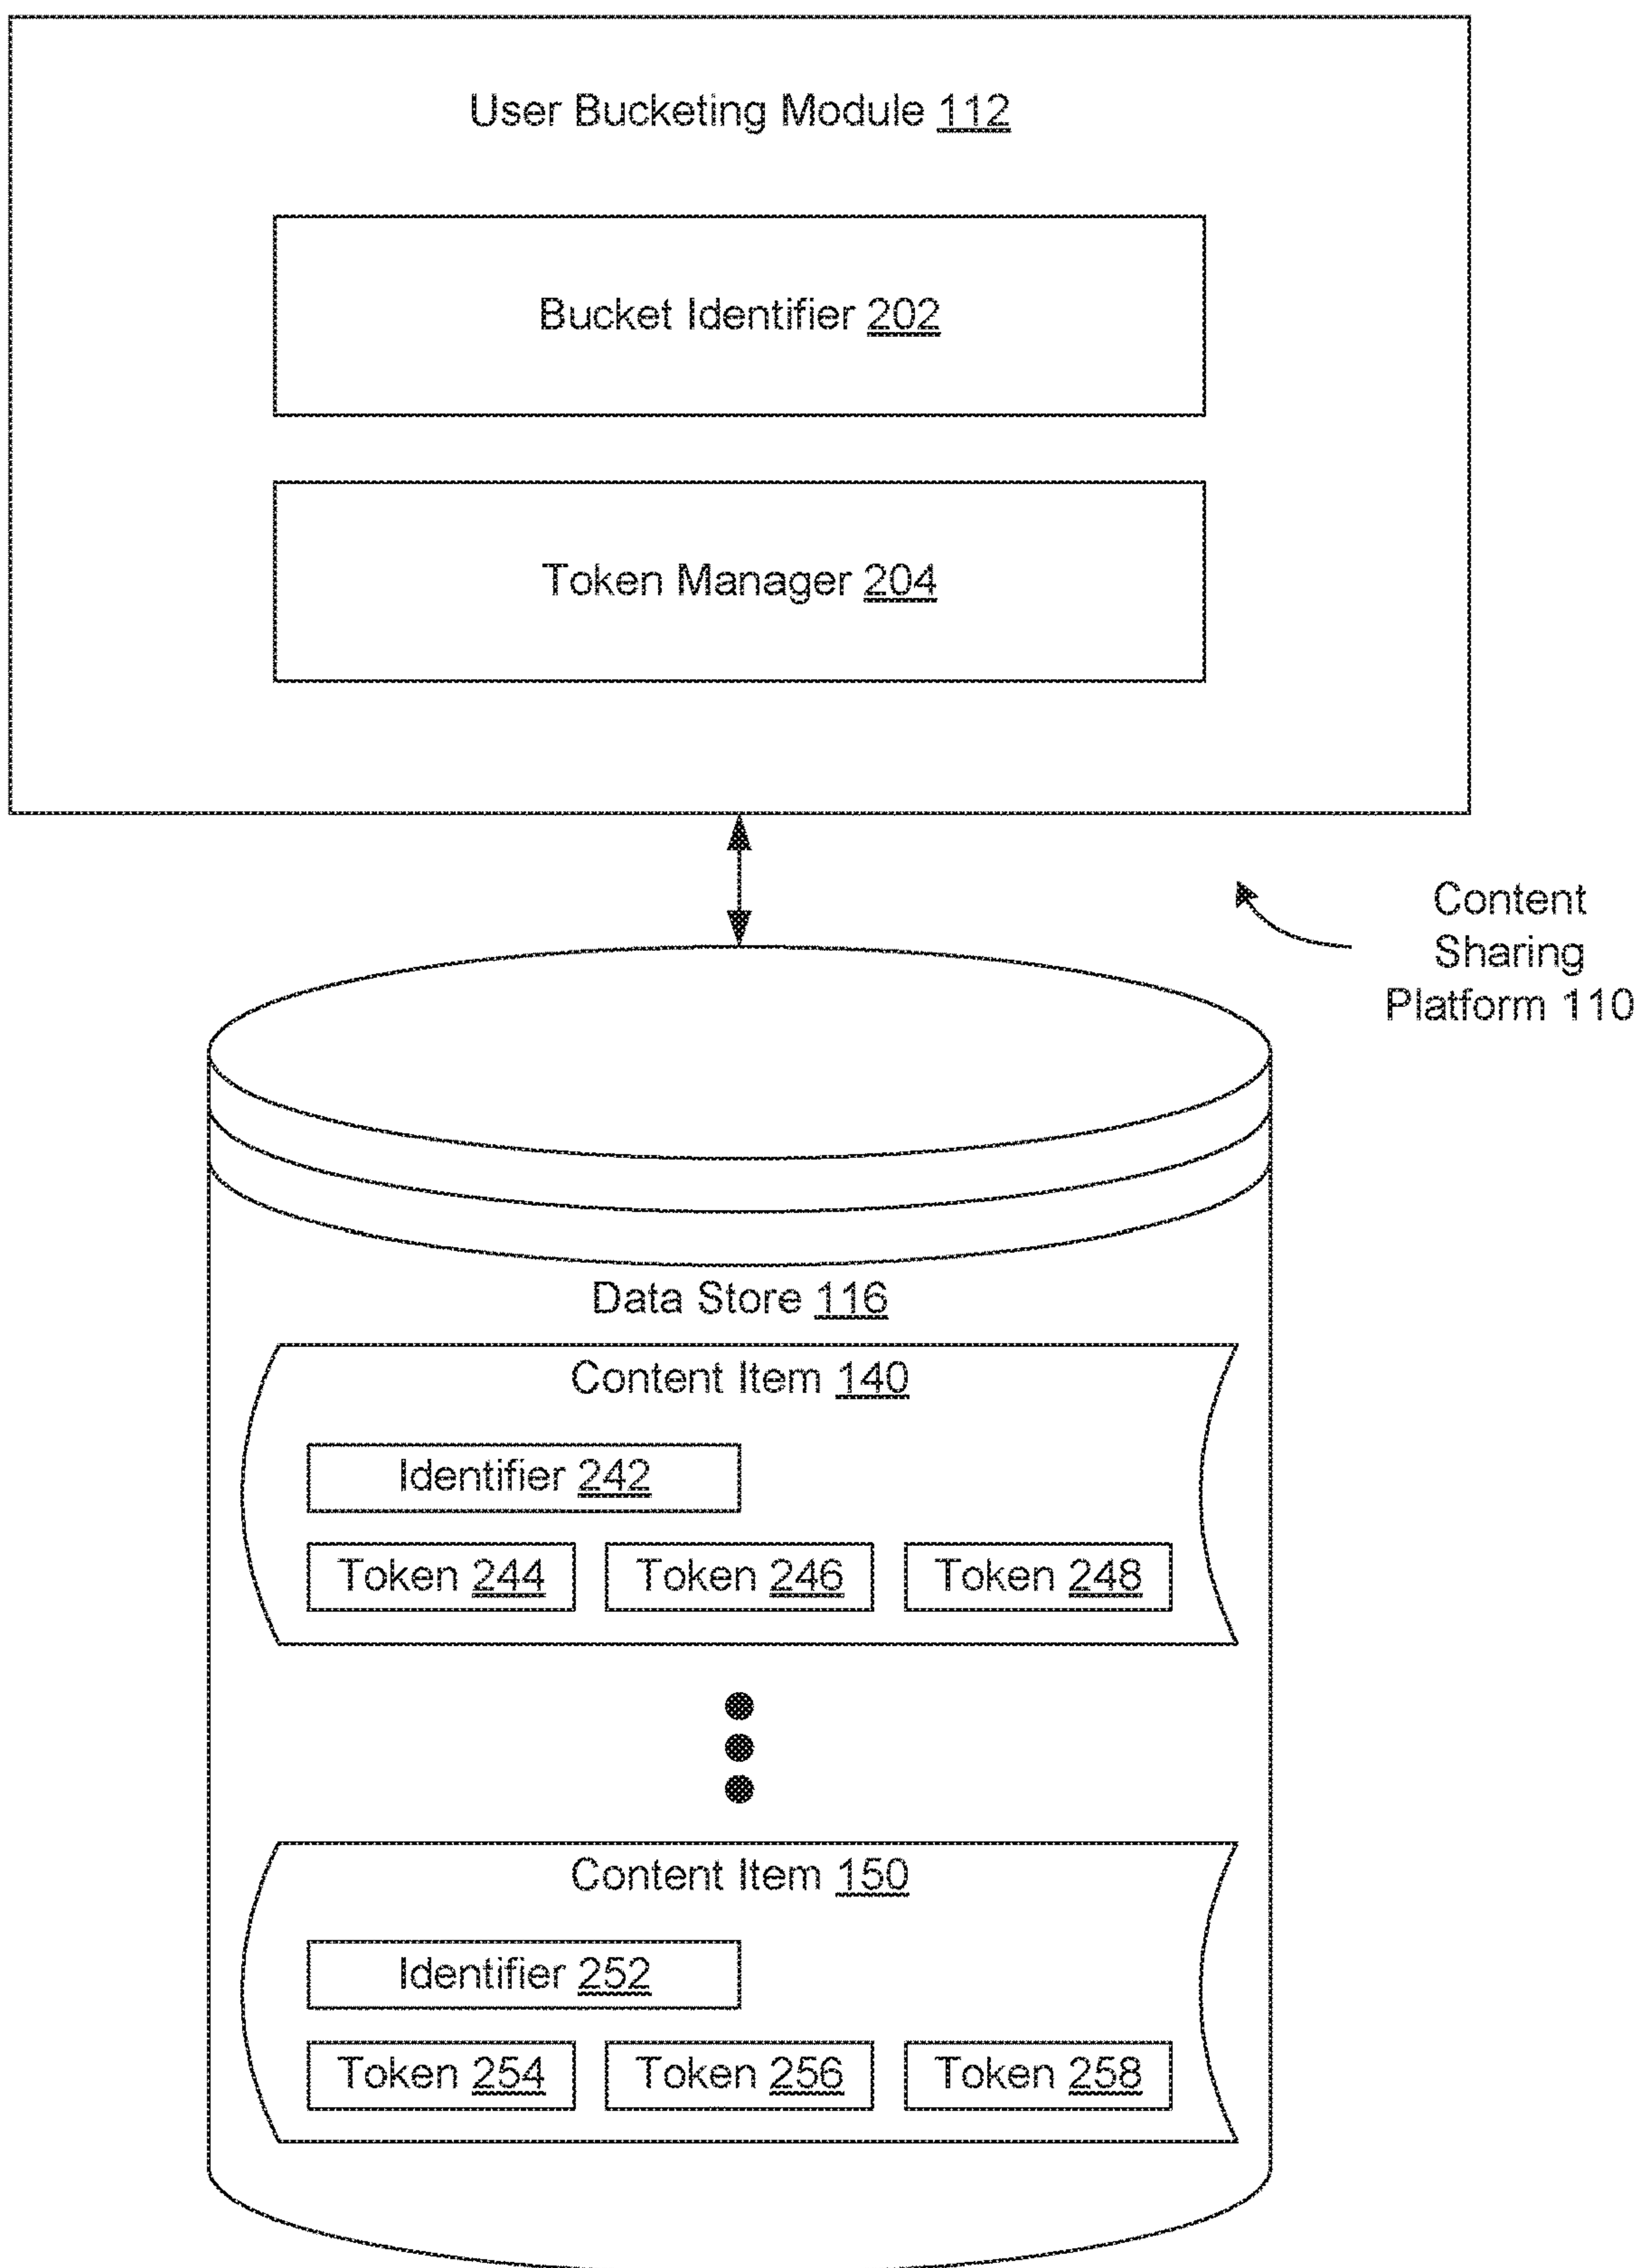 User Bucketing Module 112
Bucket Identifier 202
Token Manager 204
Content
Sharing
Platform 110
Data Store 116
Content Item 140
Identifier 242
Token 244 Token 246 Token 248
Content Item 150
Identifier 252
Token 254 Token 256 Token 258